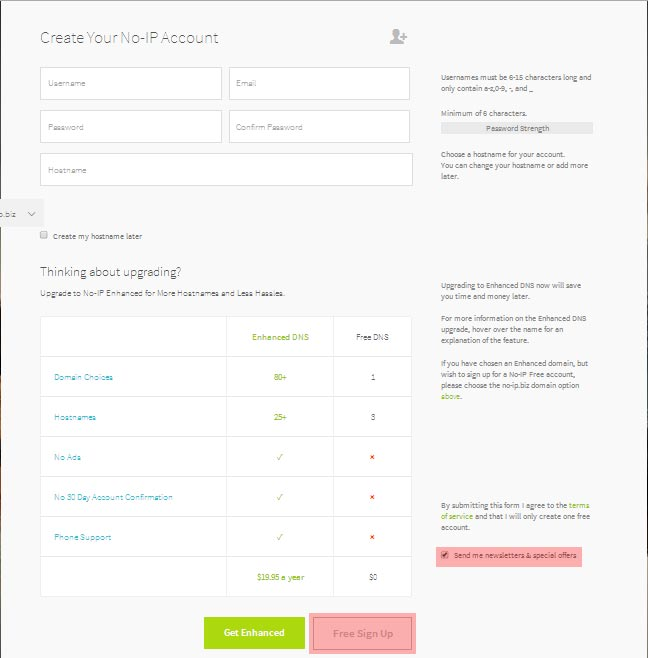 Create Your No-IP Account
Username
Email
Usernames must be 6-15 characters long and
only contain a-z,0-9, -, and _
Password
Confirm Password
Minimum of 6 characters.
Password Strength
Hostname
Choose a hostname for your account.
You can change your hostname or add more
later.
o.biz
Create my hostname later
Thinking about upgrading?
Upgrade to No-IP Enhanced for More Hostnames and Less Hassles.
Upgrading to Enhanced DNS now will save
you time and money later.
For more information on the Enhanced DNS
upgrade, hover over the name for an
explanation of the feature.
If you have chosen an Enhanced domain, but
wish to sign up for a No-IP Free account,
please choose the no-ip.biz domain option
above.
Enhanced DNS
Free DNS
Domain Choices
80+
1
Hostnames
25+
3
No Ads
✓
×
No 30 Day Account Confirmation
✓
×
Phone Support
✓
×
$19.95 a year
$0
By submitting this form I agree to the terms
of service and that I will only create one free
account.
Send me newsletters & special offers
Get Enhanced
Free Sign Up